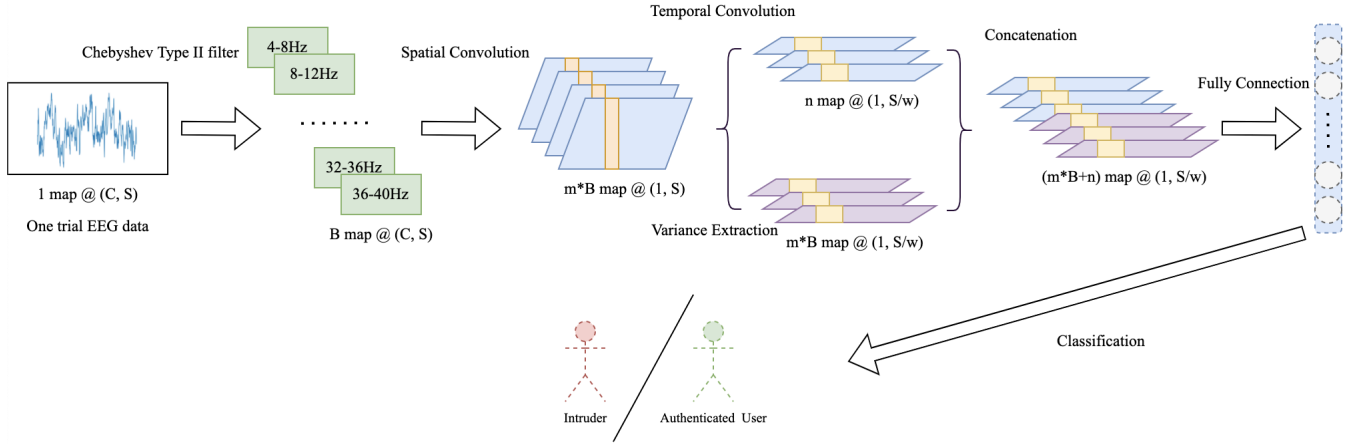 Temporal Convolution
Chebyshev Type II filter
4-8Hz
8-12Hz
Spatial Convolution
Concatenation
Fully Connection
n map @ (1, S/w)
32-36Hz
36-40Hz
1 map @ (C, S)
m*B map @ (1, S)
(m*B+n) map @ (1, S/w)
One trial EEG data
B map @ (C, S)
Variance Extraction
m*B map @ (1, S/w)
Classification
Intruder
Authenticated User